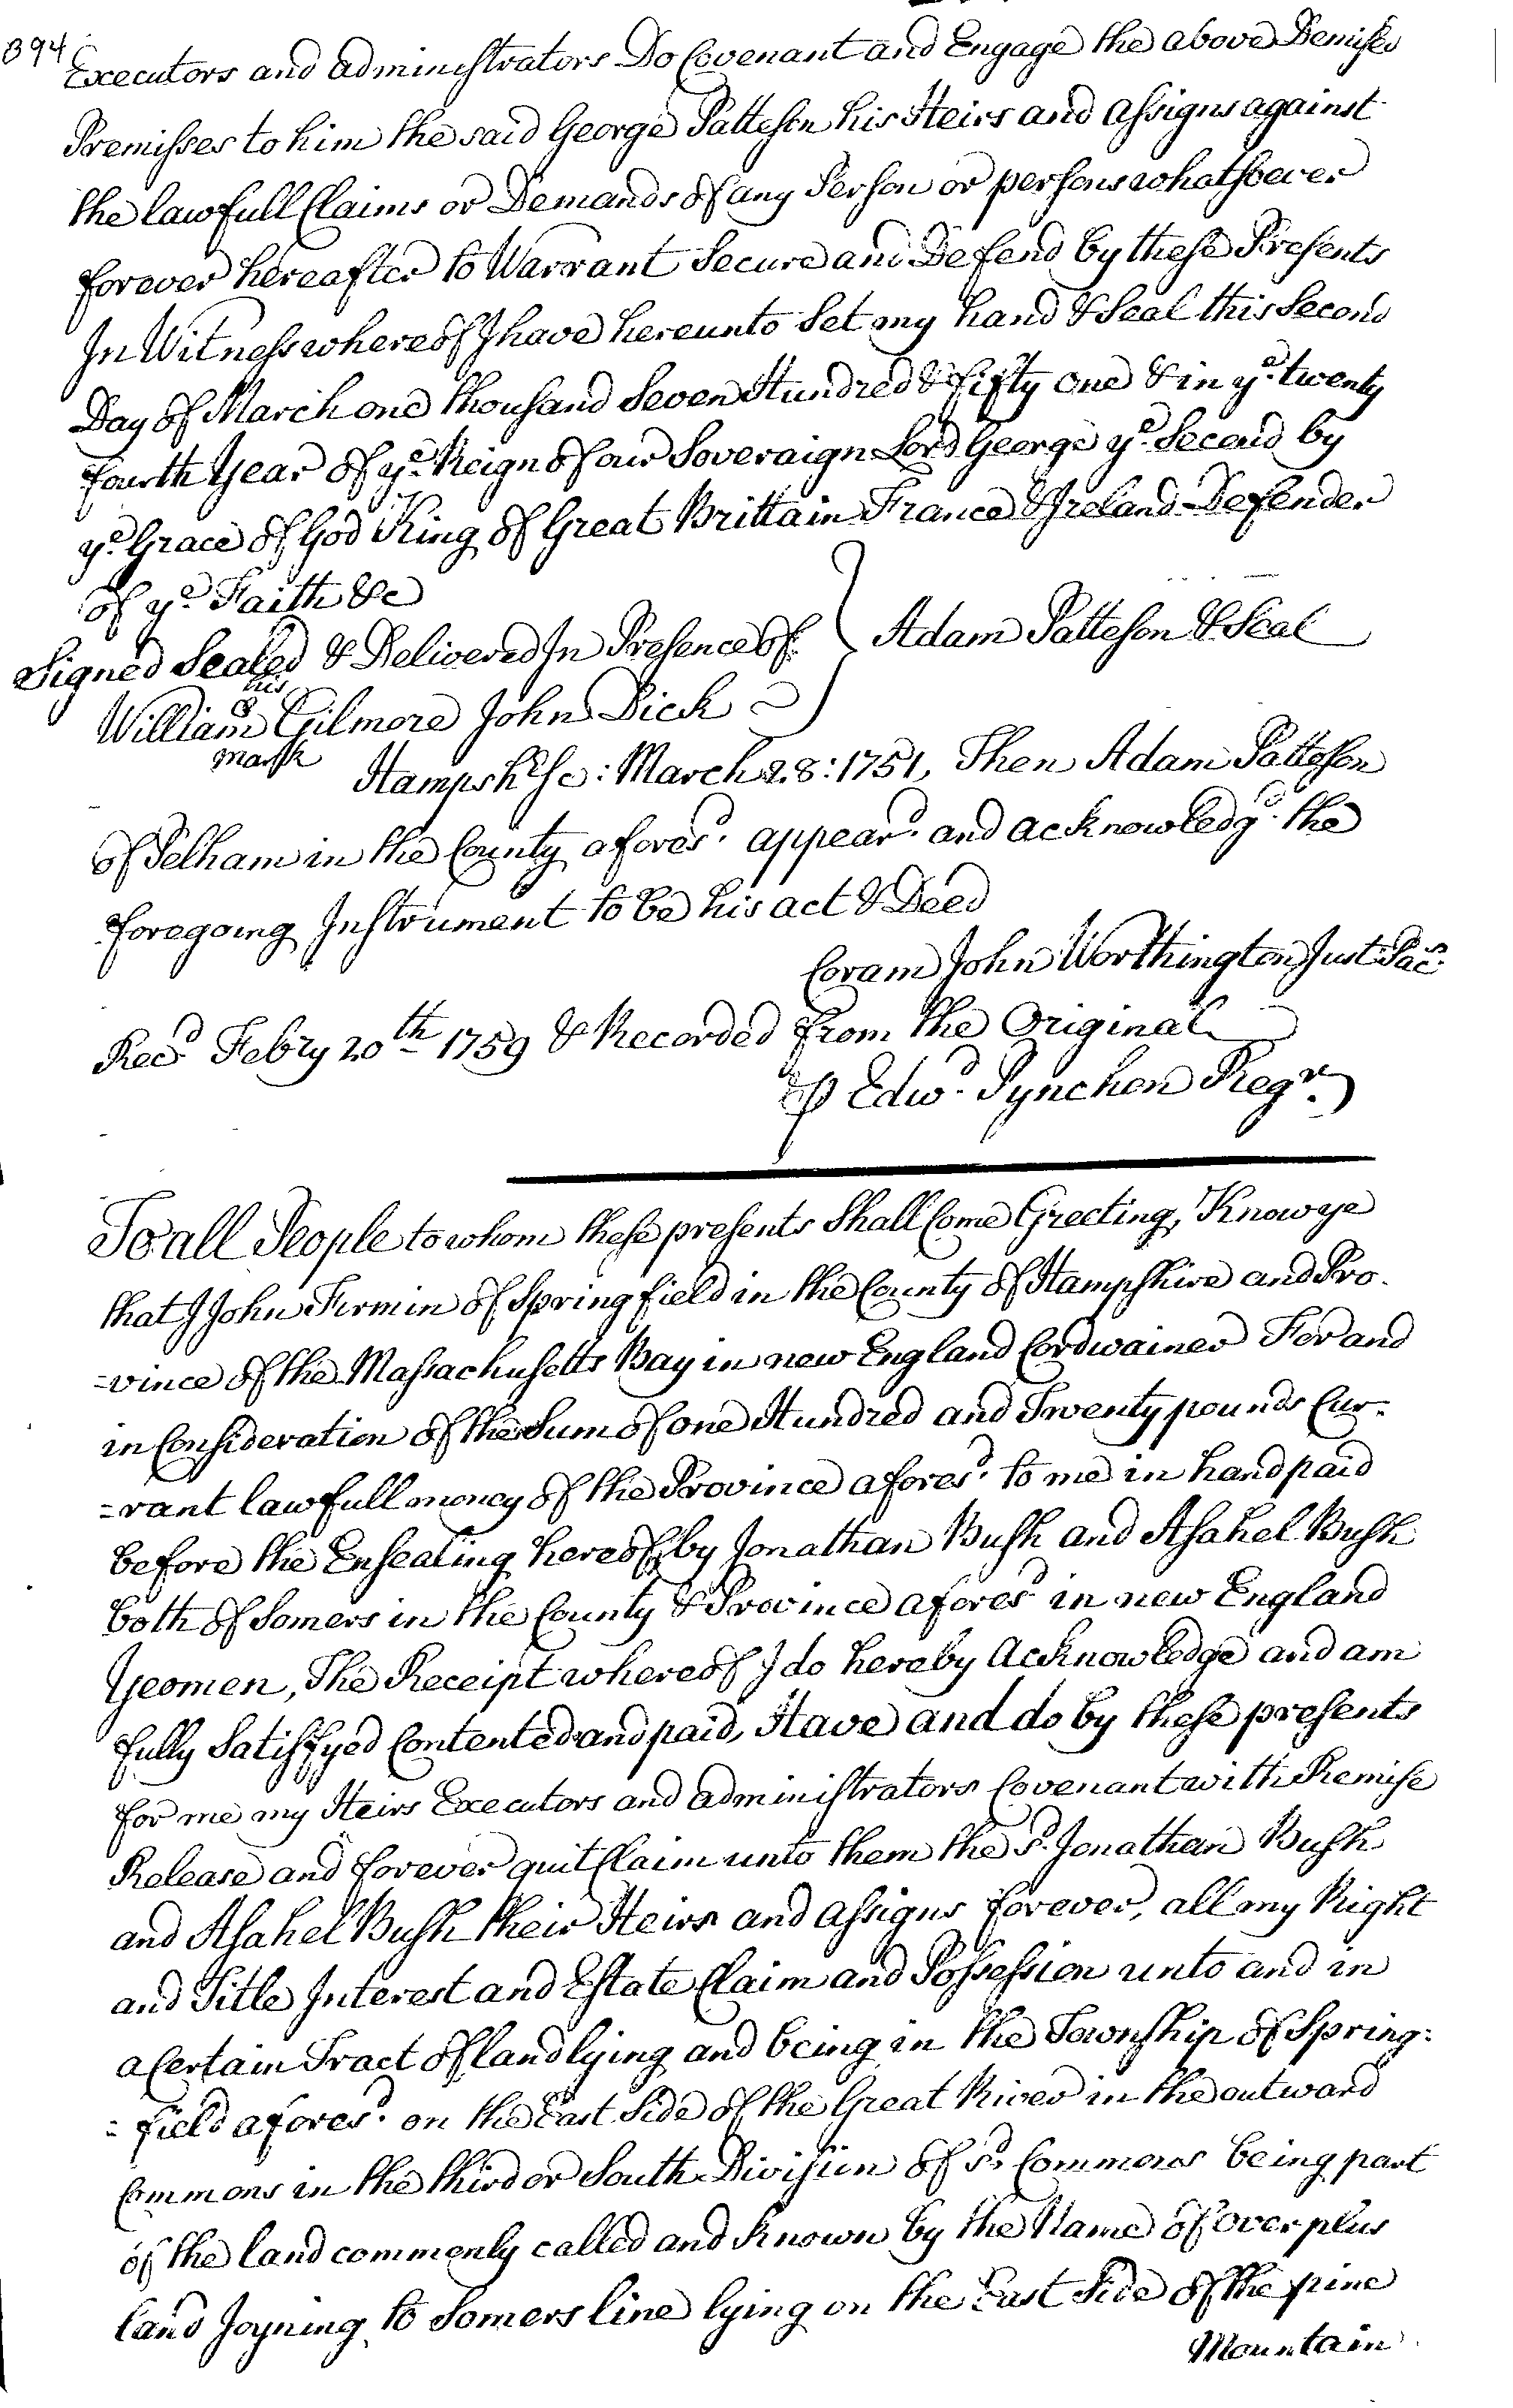 394
Executors and administrators Do Covenant and Engage the above Demised
Premisses to him the said George Patteson his Heirs and assigns against
the lawfull Claims or Demands of any Person or persons whatsoever
forever hereafter to Warrant Secure and Defend by these Presents
In Witness whereof I have hereunto Set my hand & Seal this Second
Day of March one thousand Seven Hundred & fifty one & in ye. twenty
fourth Year of ye. Reign of our Soveraign Lord George ye. Second by
ye. Grace of God King of Great Brittain France & Ireland Defender
of ye. Faith &c
Signed Sealed & Delivered In Presence of } Adam Patteson & Seal
his
William Gilmore John Dick
mark
Hampshr. Sc: March 28: 1751, Then Adam Patteson
of Pelham in the County afores'd. appear'd. and acknowledg'd. the
foregoing Instrument to be his act & Deed
Coram John Worthington Just: Pacs.
Rec'd Febry 20th 1759 & Recorded from the Original
⅌ Edw'd. Pynchon Regr.
To all People to whom these presents Shall Come Greeting, Know ye
that I John Firmin of Springfield in the County of Hampshire and Pro-
=vince of the Massachusetts Bay in new England Cordwainer For and
in Consideration of the Sum of one Hundred and Twenty pounds Cur-
=rant lawfull money of the Province afores'd. to me in hand paid
before the Ensealing hereof by Jonathan Bush and Asahel Bush
both of Somers in the County & Province afores'd in new England
Yeomen, The Receipt whereof I do hereby Acknowledge and am
fully Satisfyed Contented and paid, Have and do by these presents
for me my Heirs Executors and administrators Covenant with Remise
Release and forever quit Claim unto them the s'd. Jonathan Bush
and Asahel Bush their Heirs and assigns forever, all my Right
and Title Interest and Estate Claim and Possession unto and in
a Certain Tract of land lying and being in the Township of Spring=
=field afores'd. on the East Side of the Great River in the outward
Commons in the third or South Division of s'd. Commons being part
of the land commonly called and known by the Name of overplus
land Joyning to Somers line lying on the East Side of the pine
Mountain